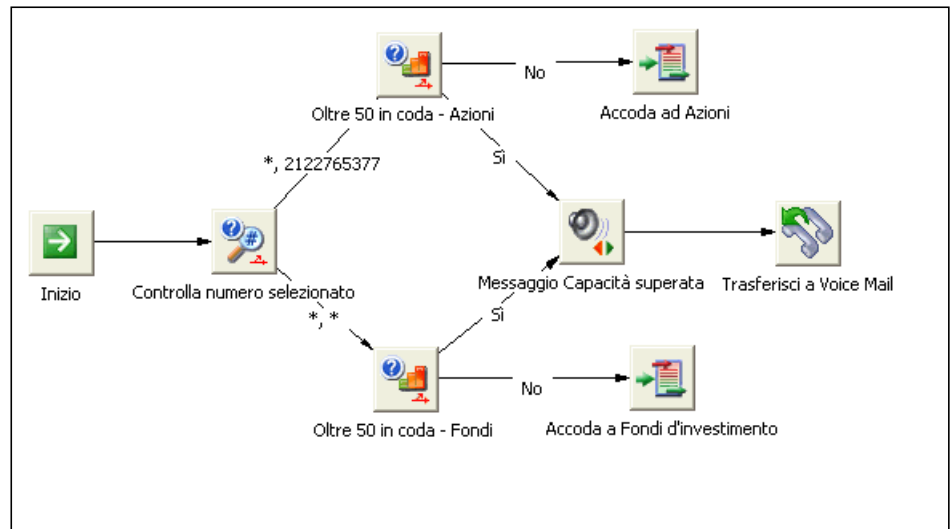 Oltre 50 in coda - Azioni
No
Accoda ad Azioni
*, 2122765377
Sì
Inizio
Controlla numero selezionato
Messaggio Capacità superata
Trasferisci a Voice Mail
*, *
Sì
Oltre 50 in coda - Fondi
No
Accoda a Fondi d'investimento